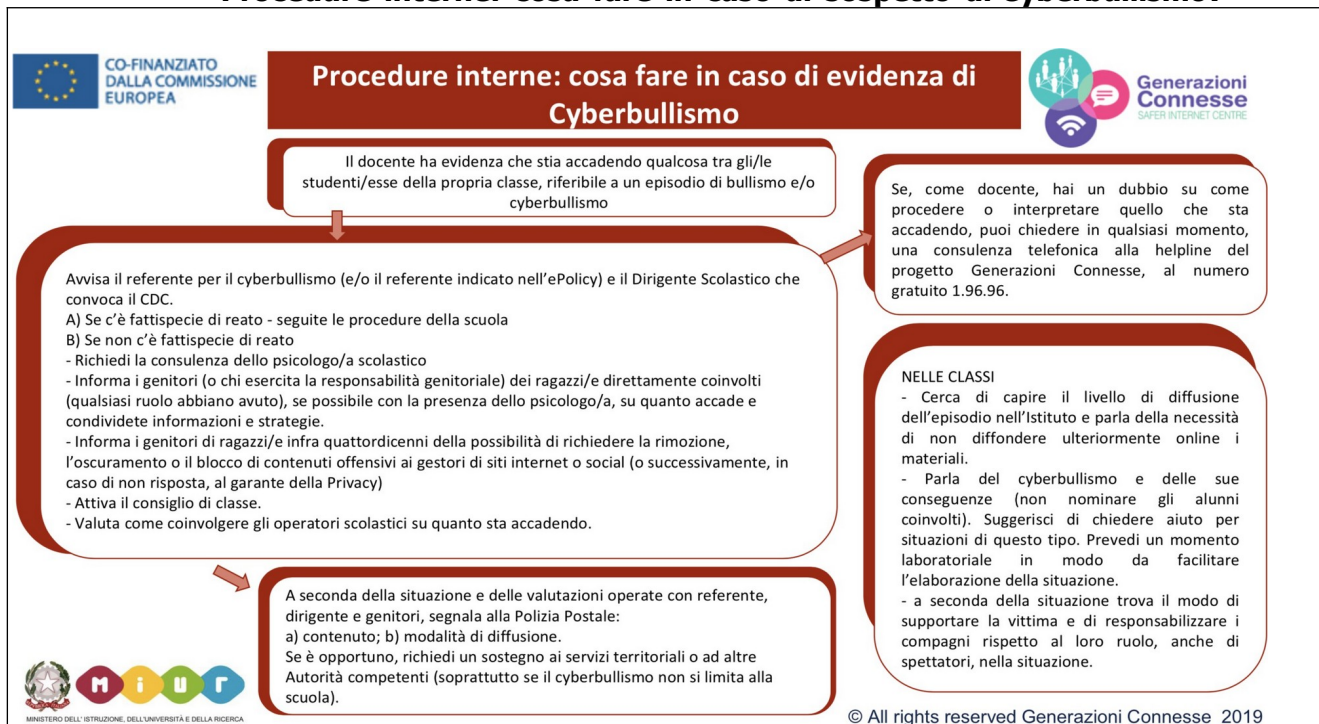 Procedure interne: cosa fare in caso di sospetto di Cyberbullismo?
CO-FINANZIATO
DALLA COMMISSIONE
EUROPEA
Procedure interne: cosa fare in caso di evidenza di
Cyberbullismo
Generazioni
Connesse
SAFER INTERNET CENTRE
Il docente ha evidenza che stia accadendo qualcosa tra gli/le
studenti/esse della propria classe, riferibile a un episodio di bullismo e/o
cyberbullismo
Se, come docente, hai un dubbio su come
procedere o interpretare quello che sta
accadendo, puoi chiedere in qualsiasi momento,
una consulenza telefonica alla helpline del
progetto Generazioni Connesse, al numero
gratuito 1.96.96.
Avvisa il referente per il cyberbullismo (e/o il referente indicato nell’ePolicy) e il Dirigente Scolastico che
convoca il CDC.
A) Se c’è fattispecie di reato - seguite le procedure della scuola
B) Se non c’è fattispecie di reato
- Richiedi la consulenza dello psicologo/a scolastico
- Informa i genitori (o chi esercita la responsabilità genitoriale) dei ragazzi/e direttamente coinvolti
(qualsiasi ruolo abbiano avuto), se possibile con la presenza dello psicologo/a, su quanto accade e
condividete informazioni e strategie.
- Informa i genitori di ragazzi/e infra quattordicenni della possibilità di richiedere la rimozione,
l’oscuramento o il blocco di contenuti offensivi ai gestori di siti internet o social (o successivamente, in
caso di non risposta, al garante della Privacy)
- Attiva il consiglio di classe.
- Valuta come coinvolgere gli operatori scolastici su quanto sta accadendo.
NELLE CLASSI
- Cerca di capire il livello di diffusione
dell’episodio nell’Istituto e parla della necessità
di non diffondere ulteriormente online i
materiali.
- Parla del cyberbullismo e delle sue
conseguenze (non nominare gli alunni
coinvolti). Suggerisci di chiedere aiuto per
situazioni di questo tipo. Prevedi un momento
laboratoriale in modo da facilitare
l’elaborazione della situazione.
- a seconda della situazione trova il modo di
supportare la vittima e di responsabilizzare i
compagni rispetto al loro ruolo, anche di
spettatori, nella situazione.
A seconda della situazione e delle valutazioni operate con referente,
dirigente e genitori, segnala alla Polizia Postale:
a) contenuto; b) modalità di diffusione.
Se è opportuno, richiedi un sostegno ai servizi territoriali o ad altre
Autorità competenti (soprattutto se il cyberbullismo non si limita alla
scuola).
miur
MINISTERO DELL' ISTRUZIONE, DELL'UNIVERSITÀ E DELLA RICERCA
© All rights reserved Generazioni Connesse 2019